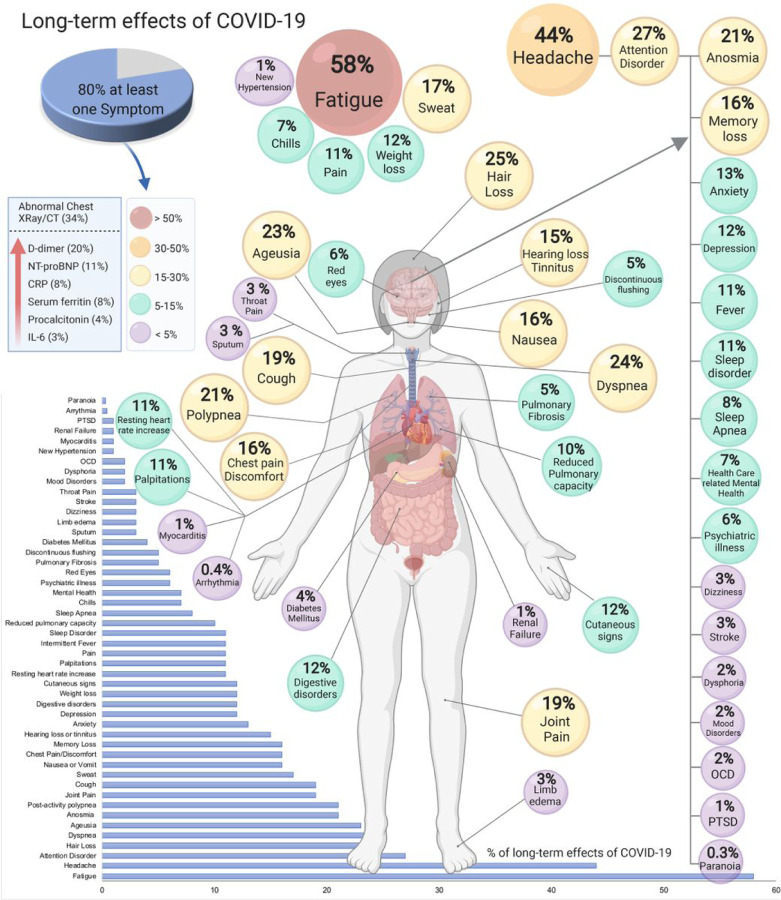 Long-term effects of COVID-19
80% at least
one Symptom
Abnormal Chest
XRay/CT (34%)
D-dimer (20%)
NT-proBNP (11%)
CRP (8%)
Serum ferritin (8%)
Procalcitonin (4%)
IL-6 (3%)
> 50%
30-50%
15-30%
5-15%
< 5%
1%
New
Hypertension
58%
Fatigue
17%
Sweat
7%
Chills
11%
Pain
12%
Weight
loss
44%
Headache
27%
Attention
Disorder
21%
Anosmia
16%
Memory
loss
13%
Anxiety
12%
Depression
11%
Fever
11%
Sleep
disorder
8%
Sleep
Apnea
7%
Health Care
related Mental
Health
6%
Psychiatric
illness
3%
Dizziness
3%
Stroke
2%
Dysphoria
2%
Mood
Disorders
2%
OCD
1%
PTSD
0.3%
Paranoia
25%
Hair
Loss
23%
Ageusia
6%
Red
eyes
15%
Hearing loss
Tinnitus
5%
Discontinuous
flushing
3 %
Throat
Pain
3 %
Sputum
16%
Nausea
19%
Cough
24%
Dyspnea
21%
Polypnea
5%
Pulmonary
Fibrosis
11%
Resting heart
rate increase
16%
Chest pain
Discomfort
10%
Reduced
Pulmonary
capacity
11%
Palpitations
1%
Myocarditis
0.4%
Arrhythmia
4%
Diabetes
Mellitus
1%
Renal
Failure
12%
Cutaneous
signs
12%
Digestive
disorders
19%
Joint
Pain
3%
Limb
edema
Paranoia
Arrythmia
PTSD
Renal Failure
Myocarditis
New Hypertension
OCD
Dysphoria
Mood Disorders
Throat Pain
Stroke
Dizziness
Limb edema
Sputum
Diabetes Mellitus
Discontinuous flushing
Pulmonary Fibrosis
Red Eyes
Psychiatric illness
Mental Health
Chills
Sleep Apnea
Reduced pulmonary capacity
Sleep Disorder
Intermittent Fever
Pain
Palpitations
Resting heart rate increase
Cutaneous signs
Weight loss
Digestive disorders
Depression
Anxiety
Hearing loss or tinnitus
Memory Loss
Chest Pain/Discomfort
Nausea or Vomit
Sweat
Cough
Joint Pain
Post-activity polypnea
Anosmia
Ageusia
Dyspnea
Hair Loss
Attention Disorder
Headache
Fatigue
% of long-term effects of COVID-19
0 10 20 30 40 50 60